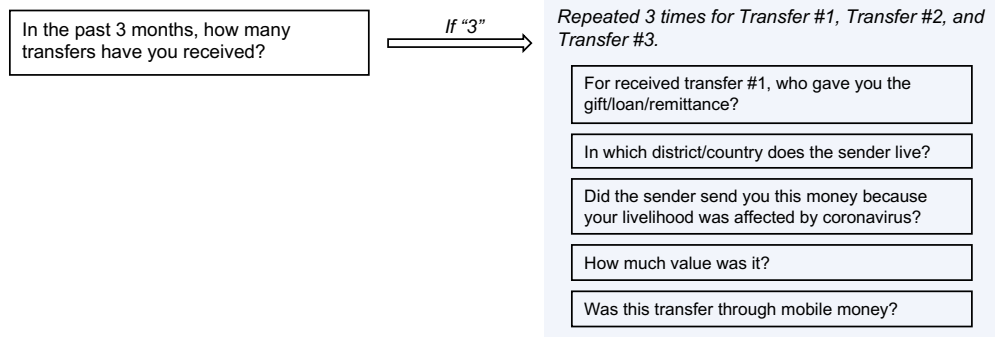 In the past 3 months, how many
transfers have you received?
If “3”
Repeated 3 times for Transfer #1, Transfer #2, and
Transfer #3.
For received transfer #1, who gave you the
gift/loan/remittance?
In which district/country does the sender live?
Did the sender send you this money because
your livelihood was affected by coronavirus?
How much value was it?
Was this transfer through mobile money?